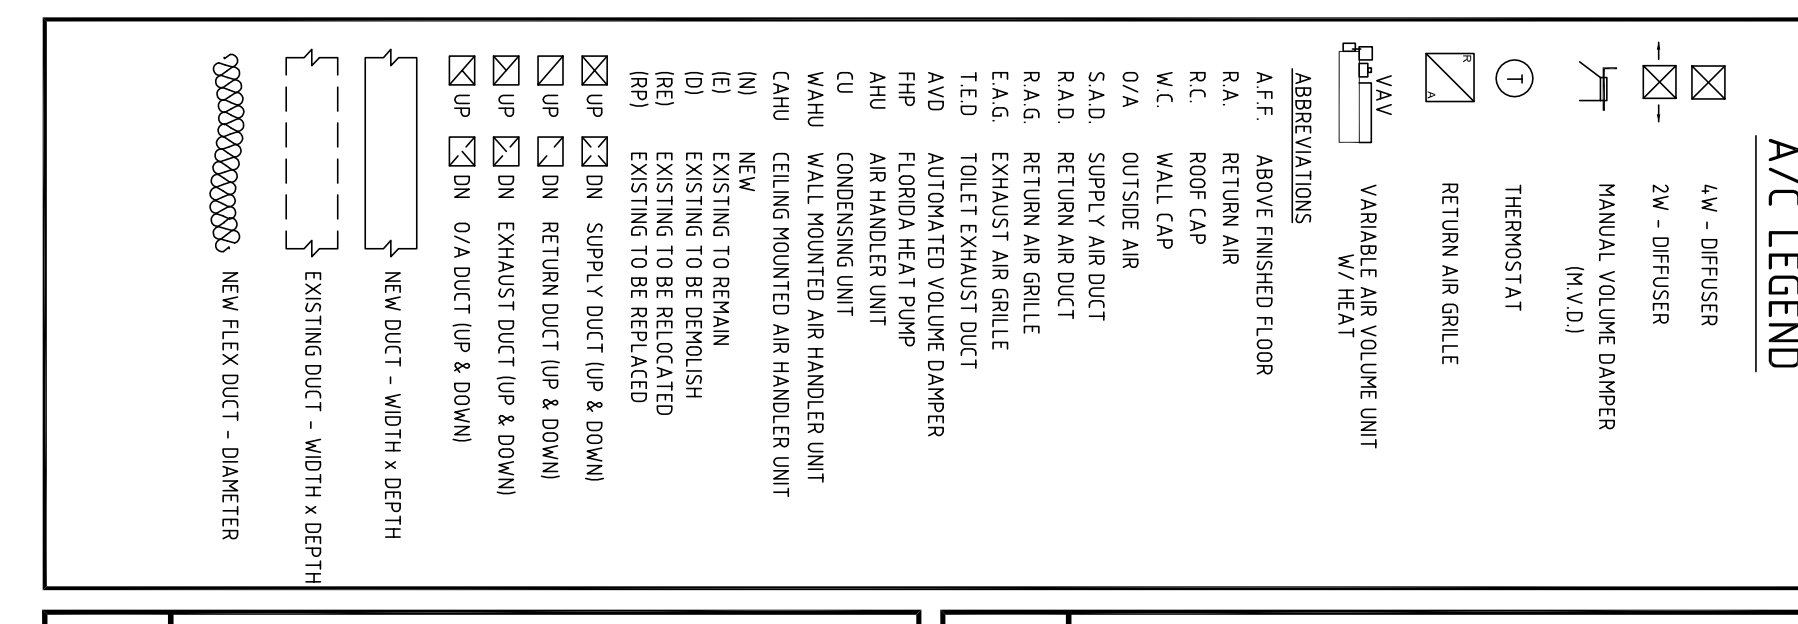 A/C LEGEND
4W - DIFFUSER
2W - DIFFUSER
MANUAL VOLUME DAMPER
(M.V.D.)
T THERMOSTAT
R A RETURN AIR GRILLE
VAV VARIABLE AIR VOLUME UNIT
W/ HEAT
ABBREVIATIONS
A.F.F. ABOVE FINISHED FLOOR
R.A. RETURN AIR
R.C. ROOF CAP
W.C. WALL CAP
O/A OUTSIDE AIR
S.A.D. SUPPLY AIR DUCT
R.A.D. RETURN AIR DUCT
R.A.G. RETURN AIR GRILLE
E.A.G. EXHAUST AIR GRILLE
T.E.D TOILET EXHAUST DUCT
AVD AUTOMATED VOLUME DAMPER
FHP FLORIDA HEAT PUMP
AHU AIR HANDLER UNIT
CU CONDENSING UNIT
WAHU WALL MOUNTED AIR HANDLER UNIT
CAHU CEILING MOUNTED AIR HANDLER UNIT
(N) NEW
(E) EXISTING TO REMAIN
(D) EXISTING TO BE DEMOLISH
(RE) EXISTING TO BE RELOCATED
(RP) EXISTING TO BE REPLACED
UP DN SUPPLY DUCT (UP & DOWN)
UP DN RETURN DUCT (UP & DOWN)
UP DN EXHAUST DUCT (UP & DOWN)
UP DN O/A DUCT (UP & DOWN)
NEW DUCT - WIDTH x DEPTH
EXISTING DUCT - WIDTH x DEPTH
NEW FLEX DUCT - DIAMETER